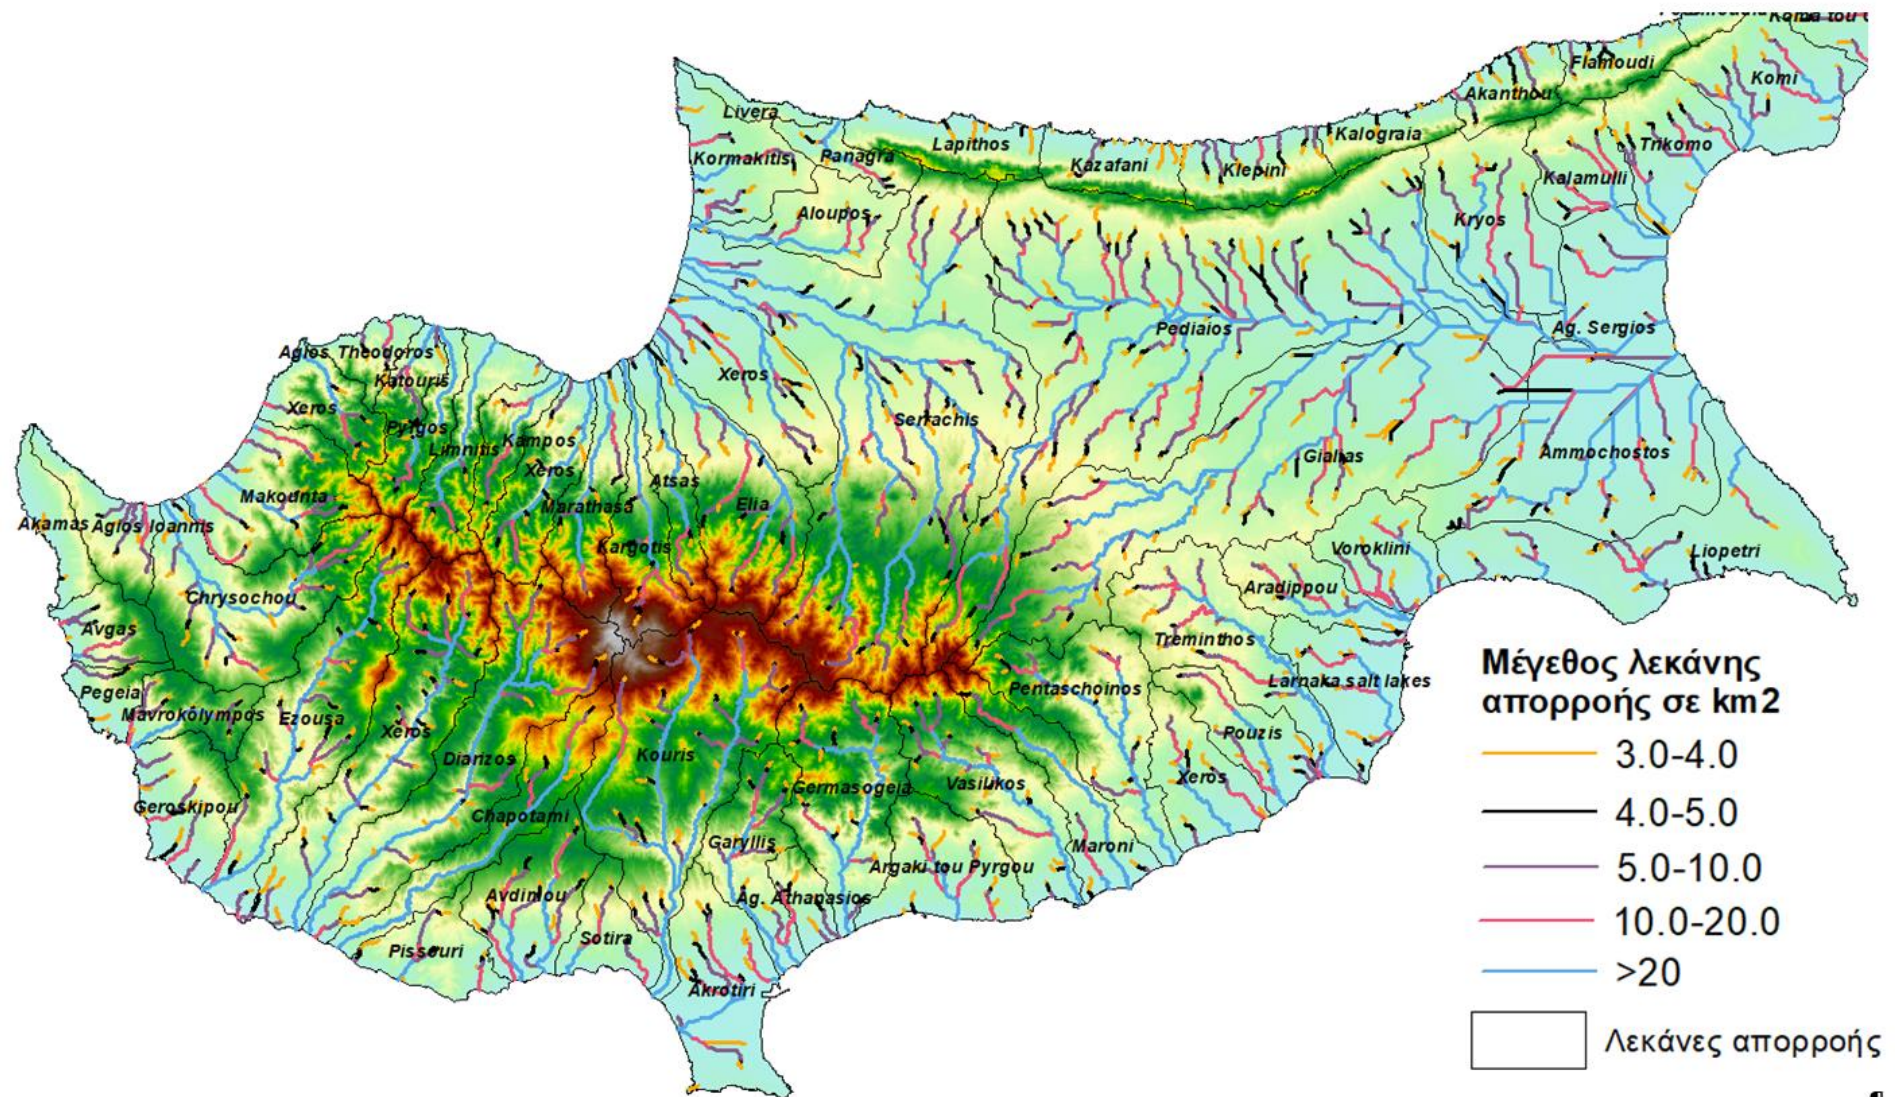 Koma tou
Flamoudi
Komi
Akanthou
Livera
Kalograia
Lapithos
Trikomo
Kormakitis
Panagra
Kazafani
Klepini
Kalamulli
Aloupos
Kryos
Pediaios
Ag. Sergios
Agios Theodoros
Katouris
Xeros
Xeros
Serrachis
Pyrgos
Limnitis
Kampos
Xeros
Gialias
Ammochostos
Atsas
Makounta
Marathasa
Elia
Akamas
Agios Ioannis
Kargotis
Voroklini
Liopetri
Aradippou
Chrysochou
Avgas
Treminthos
Pegeia
Pentaschoinos
Larnaka salt lakes
Mavrokolympos
Ezousa
Xeros
Pouzis
Diarizos
Kouris
Xeros
Vasilikos
Germasogeia
Geroskipou
Chapotami
Garyllis
Maroni
Argaki tou Pyrgou
Avdimou
Ag. Athanasios
Pissouri
Sotira
Akrotiri
Μέγεθος λεκάνης
απορροής σε km2
3.0-4.0
4.0-5.0
5.0-10.0
10.0-20.0
>20
Λεκάνες απορροής